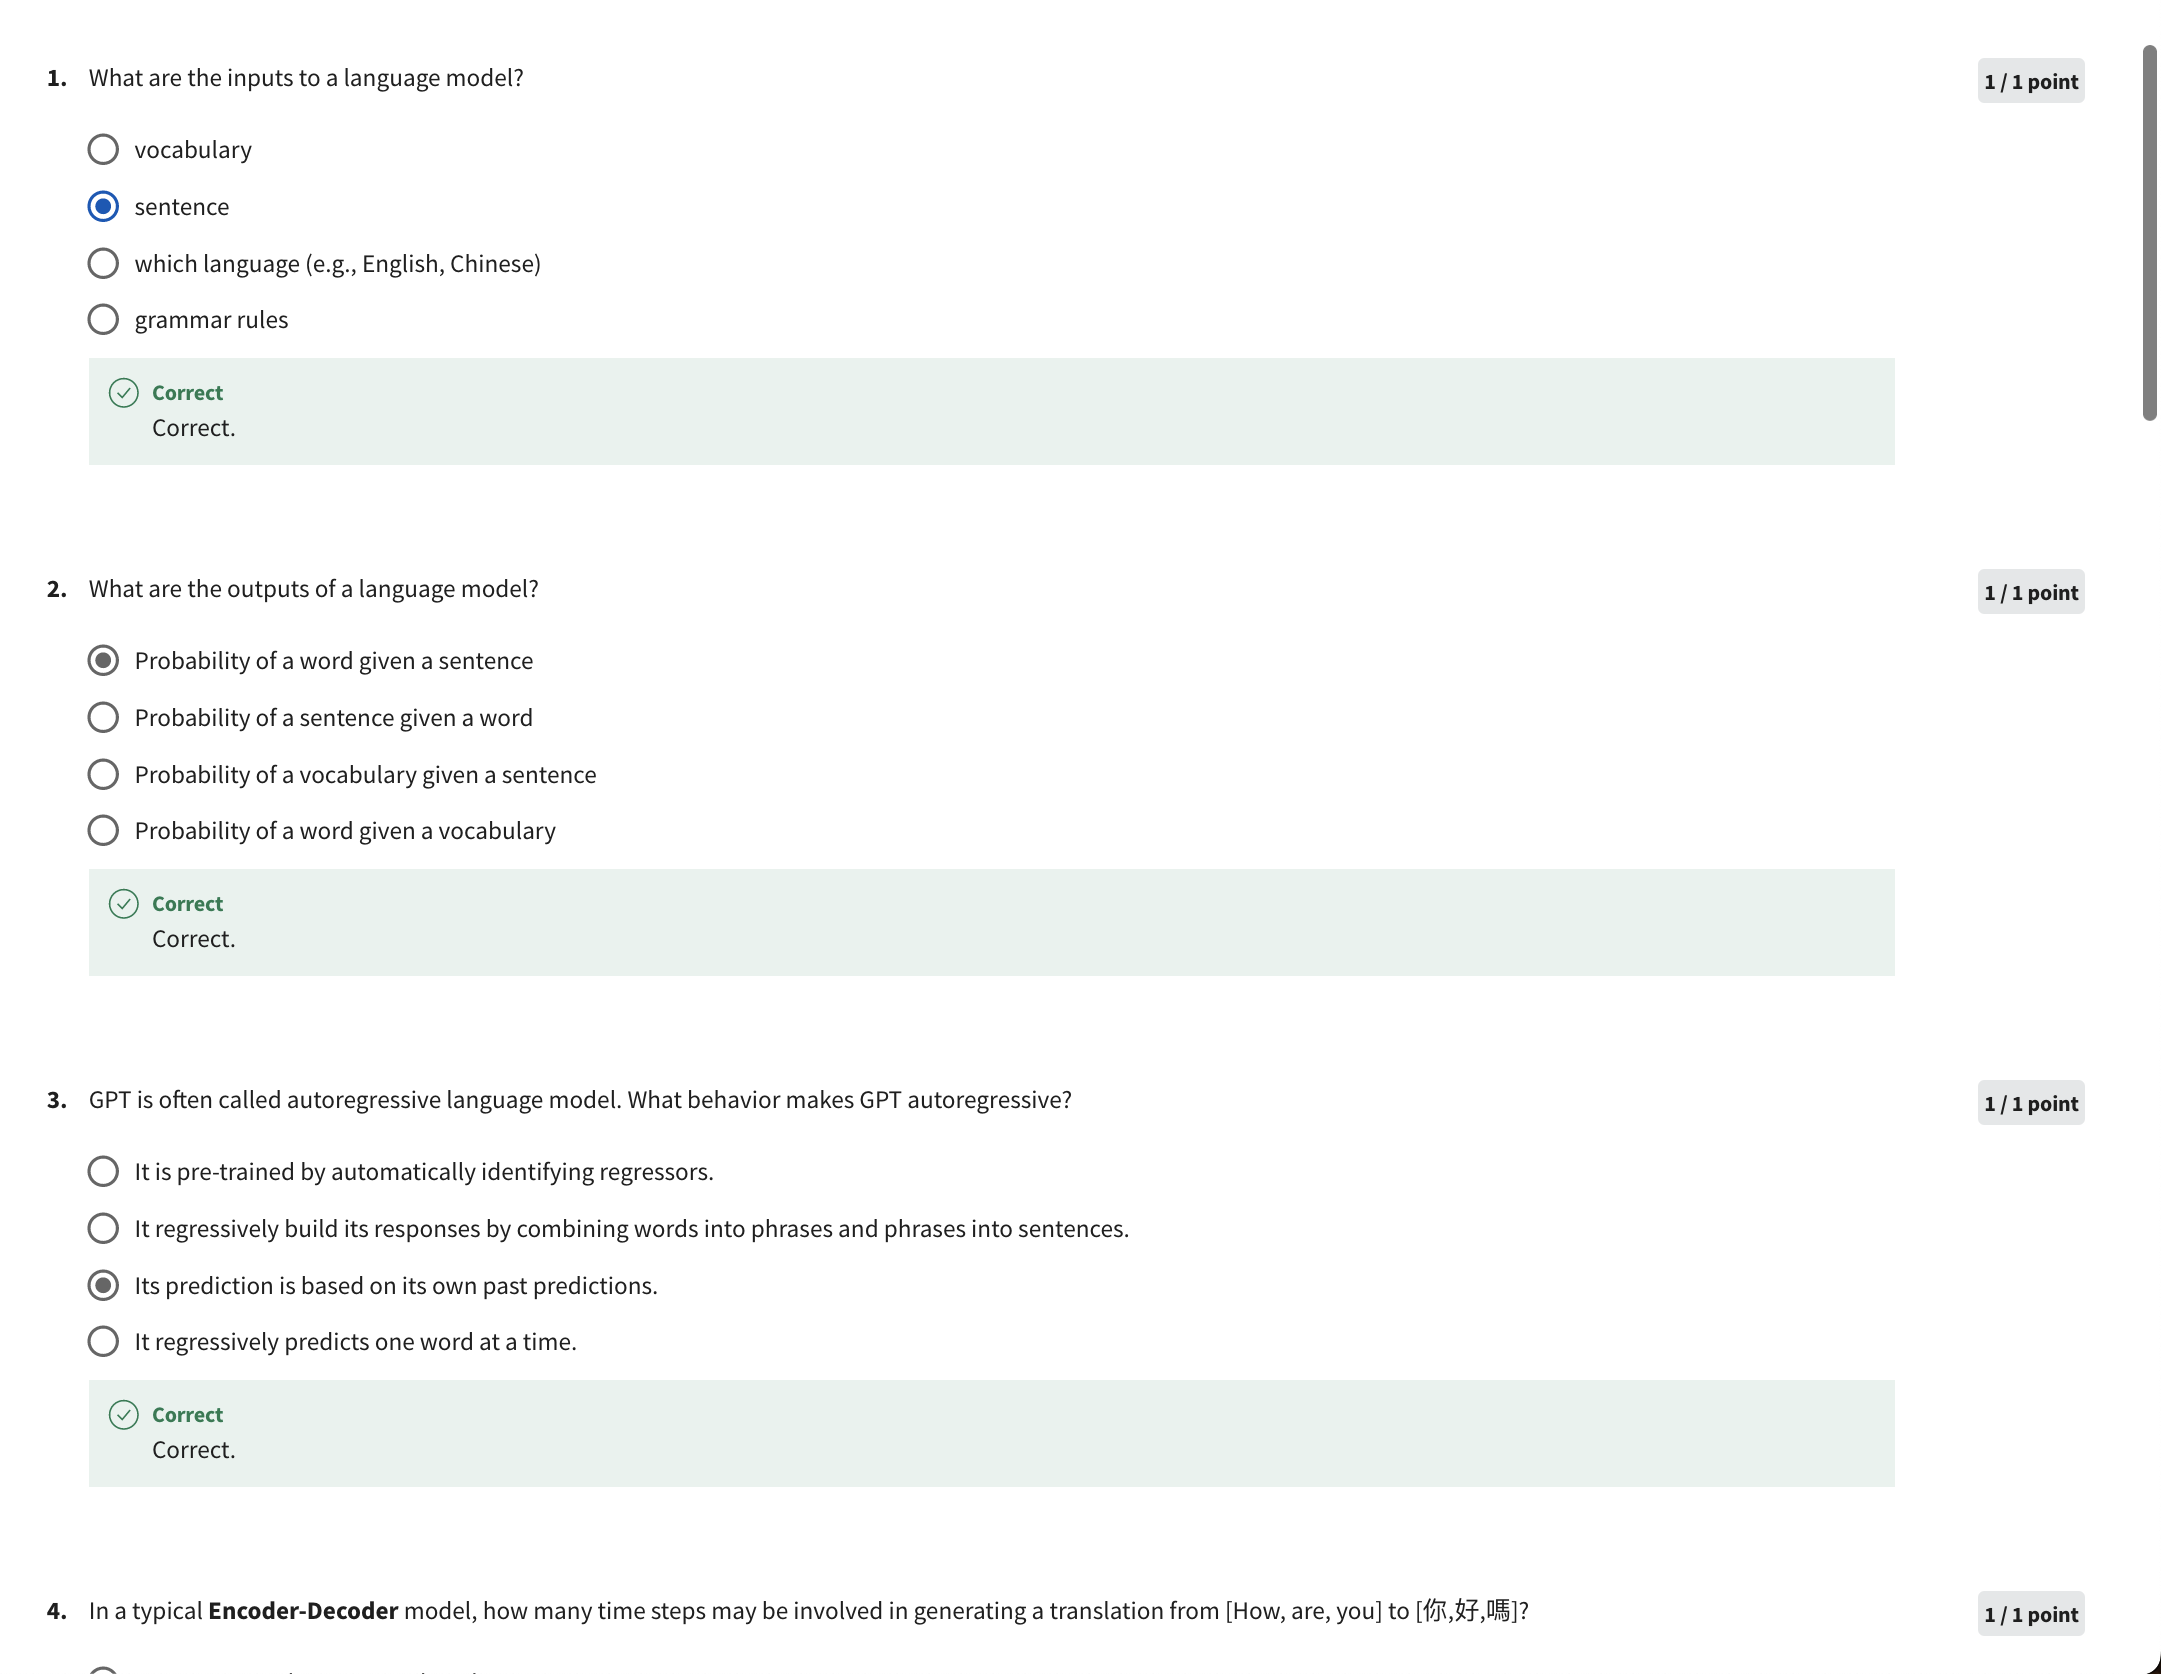 1. What are the inputs to a language model?
1 / 1 point
vocabulary
sentence
which language (e.g., English, Chinese)
grammar rules
Correct
Correct.
2. What are the outputs of a language model?
1 / 1 point
Probability of a word given a sentence
Probability of a sentence given a word
Probability of a vocabulary given a sentence
Probability of a word given a vocabulary
Correct
Correct.
3. GPT is often called autoregressive language model. What behavior makes GPT autoregressive?
1 / 1 point
It is pre-trained by automatically identifying regressors.
It regressively build its responses by combining words into phrases and phrases into sentences.
Its prediction is based on its own past predictions.
It regressively predicts one word at a time.
Correct
Correct.
4. In a typical Encoder-Decoder model, how many time steps may be involved in generating a translation from [How, are, you] to [你,好,嗎]?
1 / 1 point